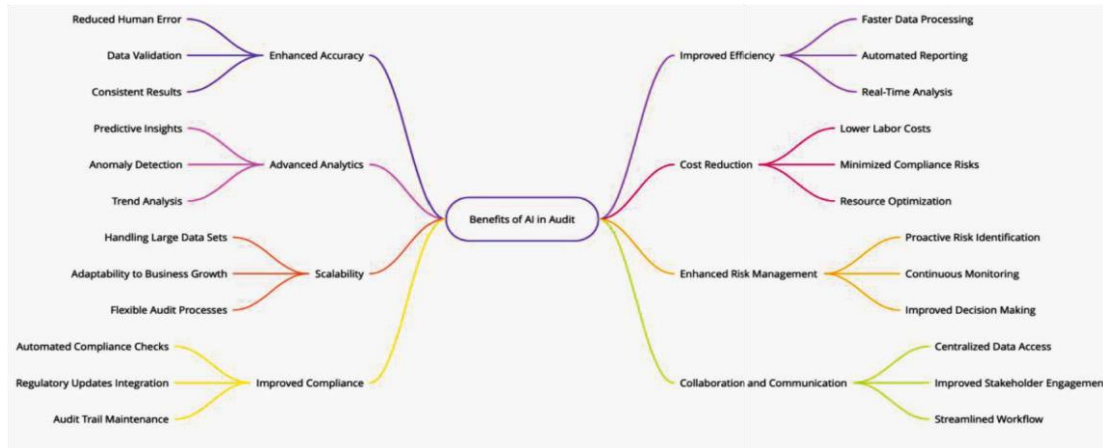 Reduced Human Error
Data Validation
Consistent Results
Enhanced Accuracy
Predictive Insights
Anomaly Detection
Trend Analysis
Advanced Analytics
Handling Large Data Sets
Adaptability to Business Growth
Flexible Audit Processes
Scalability
Automated Compliance Checks
Regulatory Updates Integration
Audit Trail Maintenance
Improved Compliance
Benefits of AI in Audit
Improved Efficiency
Faster Data Processing
Automated Reporting
Real-Time Analysis
Cost Reduction
Lower Labor Costs
Minimized Compliance Risks
Resource Optimization
Enhanced Risk Management
Proactive Risk Identification
Continuous Monitoring
Improved Decision Making
Collaboration and Communication
Centralized Data Access
Improved Stakeholder Engagement
Streamlined Workflow